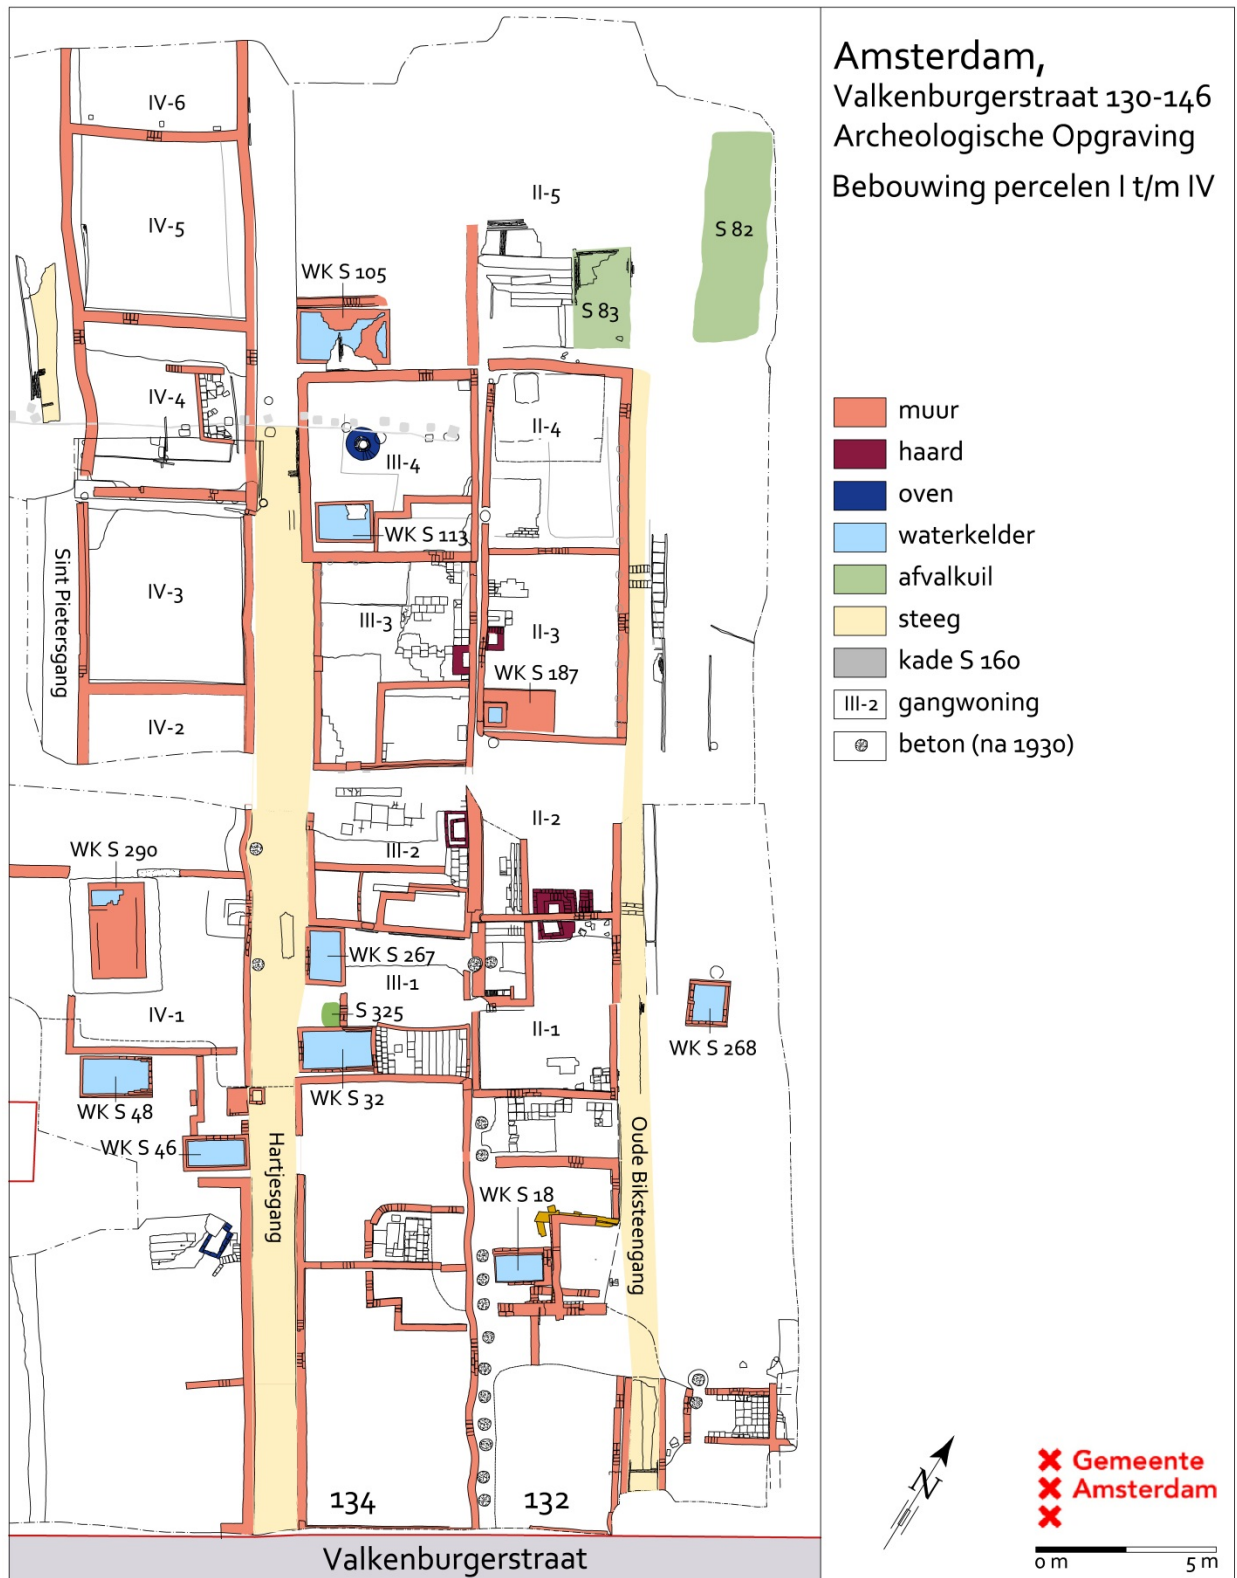 Amsterdam,
Valkenburgerstraat 130-146
Archeologische Opgraving
Bebouwing percelen I t/m IV
muur
haard
oven
waterkelder
afvalkuil
steeg
kade S 160
III-2 gangwoning
beton (na 1930)
IV-6
IV-5
II-5
S 82
WK S 105
S 83
IV-4
II-4
III-4
WK S 113
Sint Pietersgang
IV-3
III-3
II-3
WK S 187
IV-2
II-2
III-2
WK S 290
WK S 267
III-1
S 325
IV-1
II-1
WK S 268
WK S 48
WK S 32
WK S 46
Hartjesgang
WK S 18
Oude Biksteengang
134
132
Valkenburgerstraat
N
Gemeente
Amsterdam
0 m 5 m